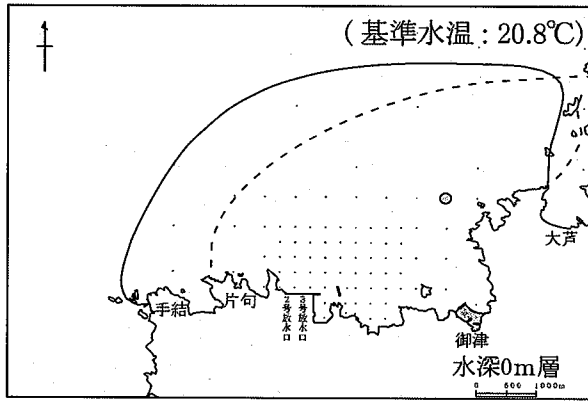 (基準水温：20.8℃)
大芦
手結
片句
2号放水口
3号放水口
御津
水深0m層
0 500 1000m